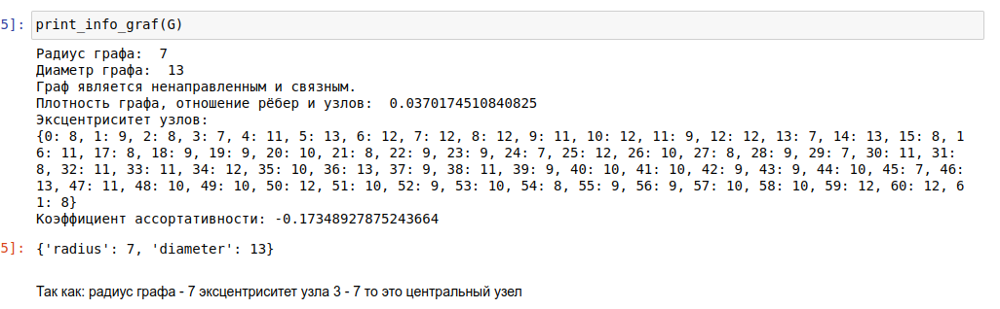 5]: print_info_graf(G)
Радиус графа:  7
Диаметр графа:  13
Граф является ненаправленным и связным.
Плотность графа, отношение рёбер и узлов:  0.0370174510840825
Эксцентриситет узлов:
{0: 8, 1: 9, 2: 8, 3: 7, 4: 11, 5: 13, 6: 12, 7: 12, 8: 12, 9: 11, 10: 12, 11: 9, 12: 12, 13: 7, 14: 13, 15: 8, 1
6: 11, 17: 8, 18: 9, 19: 9, 20: 10, 21: 8, 22: 9, 23: 9, 24: 7, 25: 12, 26: 10, 27: 8, 28: 9, 29: 7, 30: 11, 31:
8, 32: 11, 33: 11, 34: 12, 35: 10, 36: 13, 37: 9, 38: 11, 39: 9, 40: 10, 41: 10, 42: 9, 43: 9, 44: 10, 45: 7, 46:
13, 47: 11, 48: 10, 49: 10, 50: 12, 51: 10, 52: 9, 53: 10, 54: 8, 55: 9, 56: 9, 57: 10, 58: 10, 59: 12, 60: 12, 6
1: 8}
Коэффициент ассортативности: -0.17348927875243664
5]: {'radius': 7, 'diameter': 13}
Так как: радиус графа - 7 эксцентриситет узла 3 - 7 то это центральный узел